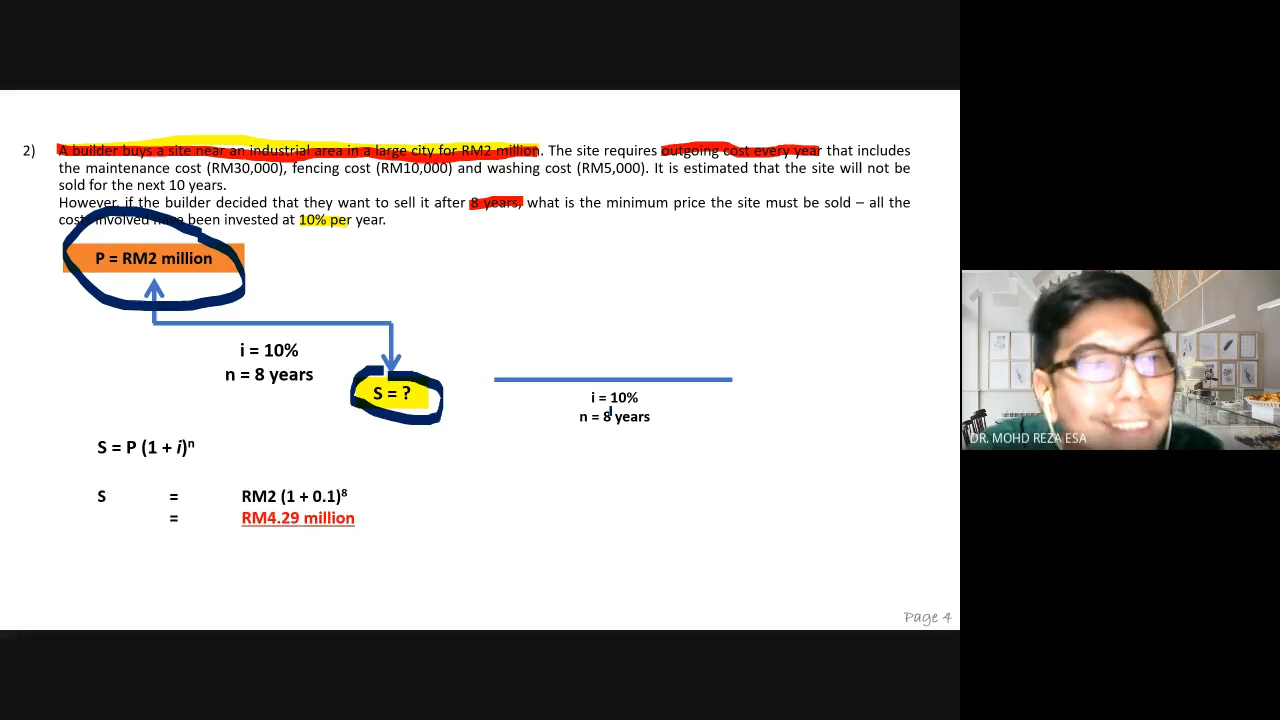 2) A builder buys a site near an industrial area in a large city for RM2 million. The site requires outgoing cost every year that includes
the maintenance cost (RM30,000), fencing cost (RM10,000) and washing cost (RM5,000). It is estimated that the site will not be
sold for the next 10 years.
However, if the builder decided that they want to sell it after 8 years, what is the minimum price the site must be sold – all the
costs involved have been invested at 10% per year.
P = RM2 million
i = 10%
n = 8 years
S = ?
i = 10%
n = 8 years
S = P (1 + i)ⁿ
S = RM2 (1 + 0.1)⁸
= RM4.29 million
Page 4
DR. MOHD REZA ESA